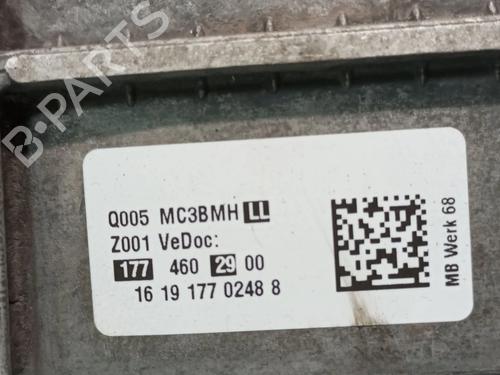 B-PARTS
Q005 MC3BMH LL
Z001 VeDoc:
177 460 29 00
16 19 177 0248 8
MB Werk 68